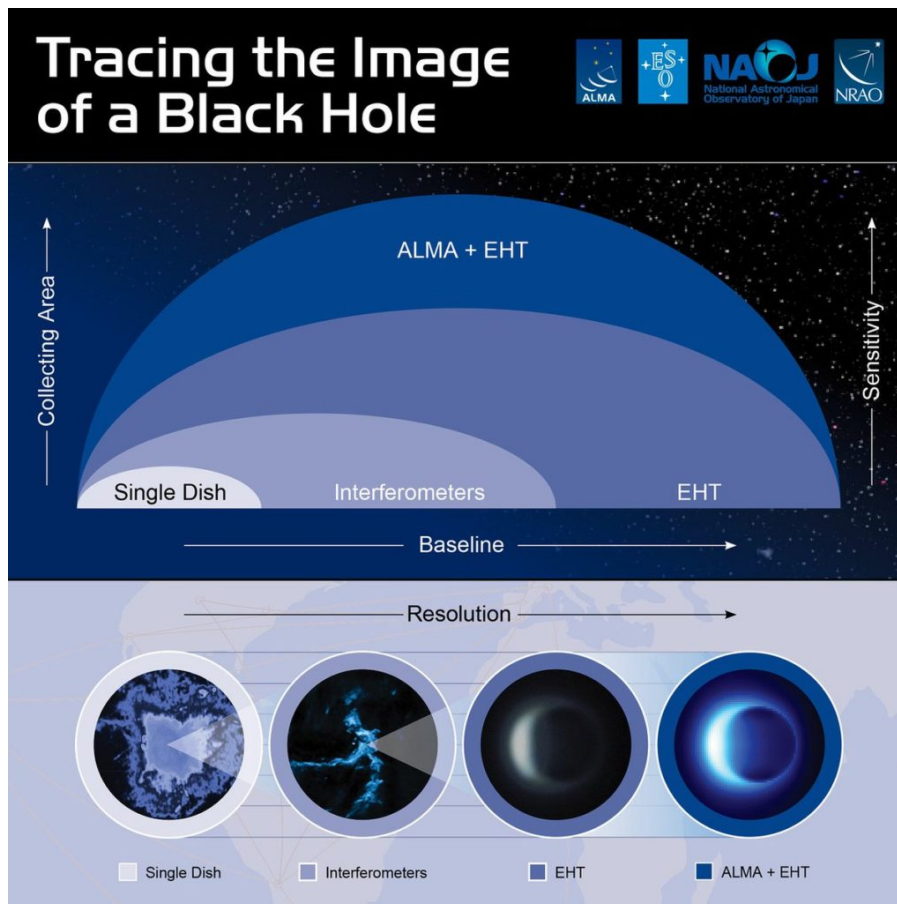 Tracing the Image
of a Black Hole
ALMA
ES
O
NAOJ
National Astronomical
Observatory of Japan
NRAO
ALMA + EHT
Collecting Area
Sensitivity
Single Dish
Interferometers
EHT
Baseline
Resolution
Single Dish
Interferometers
EHT
ALMA + EHT